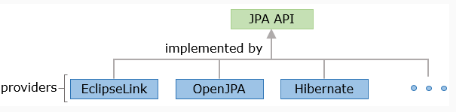 JPA API
implemented by
providers
EclipseLink
OpenJPA
Hibernate